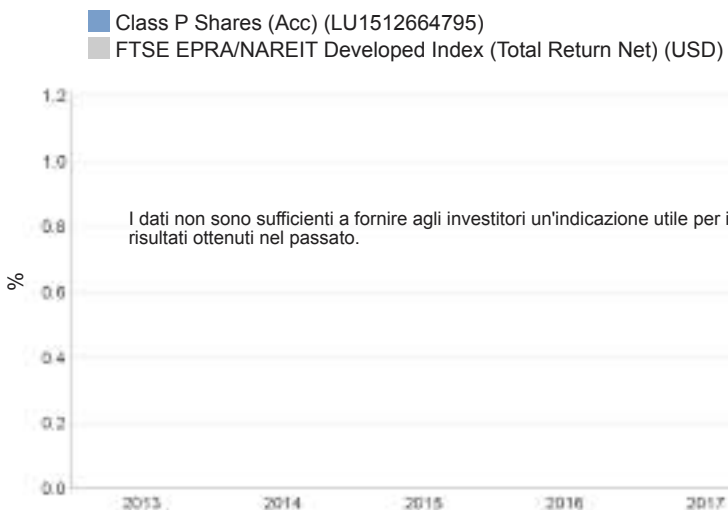 Class P Shares (Acc) (LU1512664795)
FTSE EPRA/NAREIT Developed Index (Total Return Net) (USD)
1.2
1.0
I dati non sono sufficienti a fornire agli investitori un'indicazione utile per i
0.8
risultati ottenuti nel passato.
%
0.6
0.4
0.2
0.0
2013 2014 2015 2016 2017